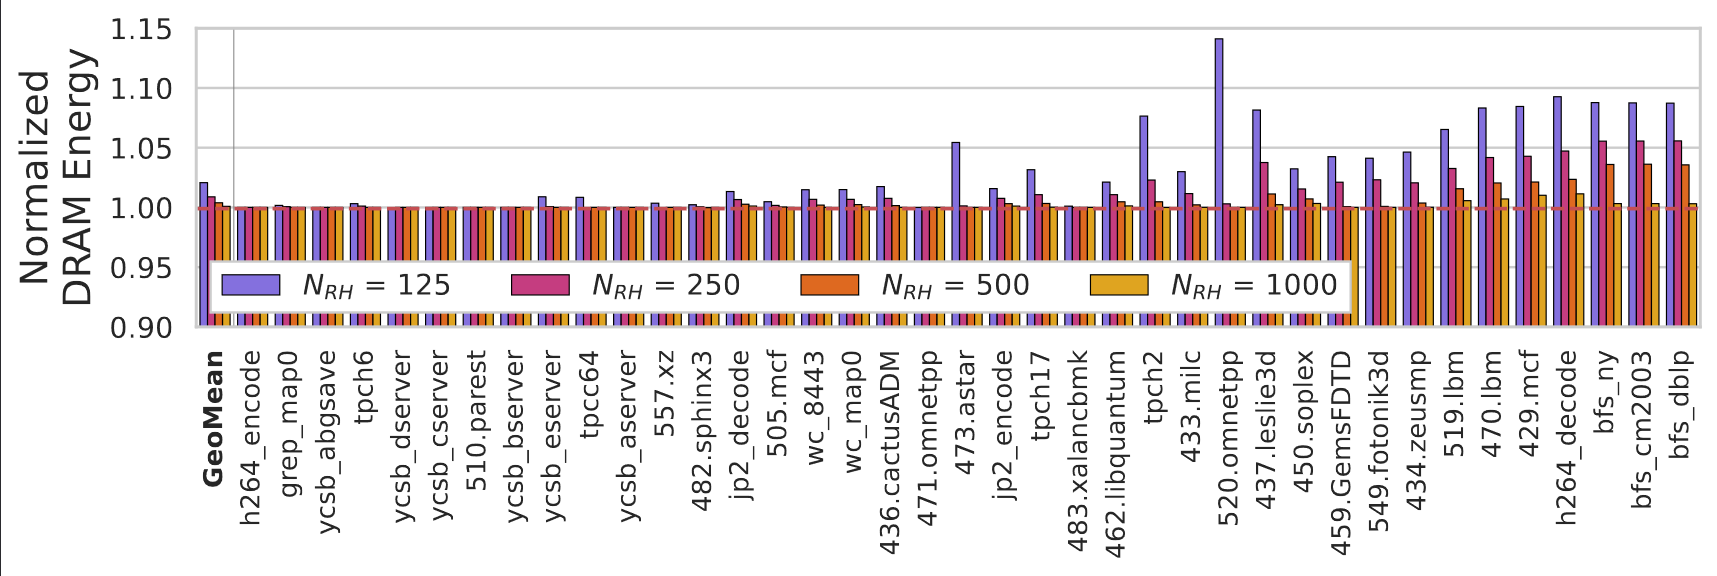 Normalized
DRAM Energy
1.15
1.10
1.05
1.00
0.95
0.90
N_RH = 125
N_RH = 250
N_RH = 500
N_RH = 1000
GeoMean
h264_encode
grep_map0
ycsb_abgsave
tpch6
ycsb_dserver
ycsb_cserver
510.parest
ycsb_bserver
ycsb_eserver
tpcc64
ycsb_aserver
557.xz
482.sphinx3
jp2_decode
505.mcf
wc_8443
wc_map0
436.cactusADM
471.omnetpp
473.astar
jp2_encode
tpch17
483.xalancbmk
462.libquantum
tpch2
433.milc
520.omnetpp
437.leslie3d
450.soplex
459.GemsFDTD
549.fotonik3d
434.zeusmp
519.lbm
470.lbm
429.mcf
h264_decode
bfs_ny
bfs_cm2003
bfs_dblp